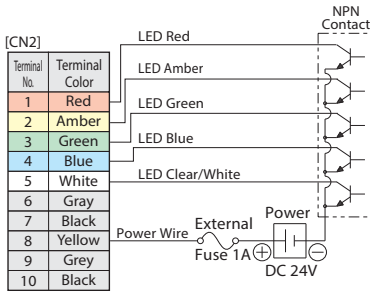 NPN
Contact
[CN2]
LED Red
Terminal No.
Terminal Color
LED Amber
1 Red
LED Green
2 Amber
3 Green
LED Blue
4 Blue
5 White
LED Clear/White
6 Gray
7 Black
8 Yellow
Power Wire
External
Fuse 1A
Power
+
−
DC 24V
9 Grey
10 Black